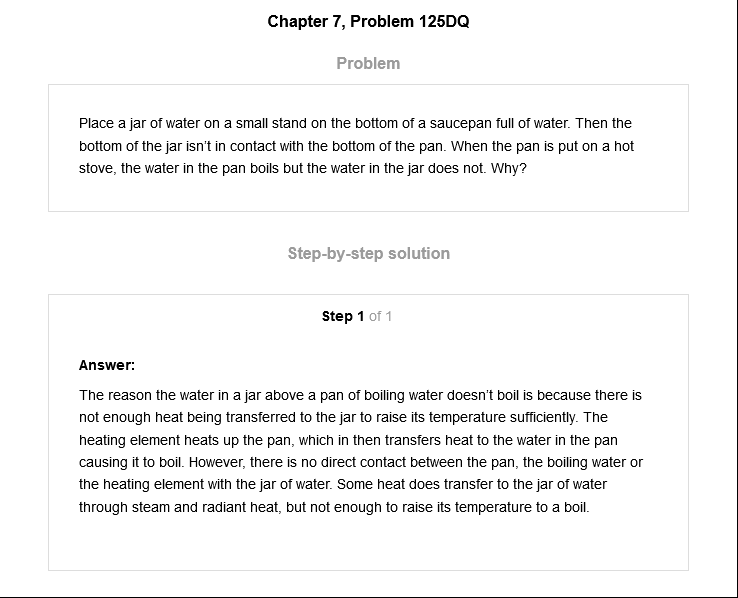 Chapter 7, Problem 125DQ
Problem
Place a jar of water on a small stand on the bottom of a saucepan full of water. Then the
bottom of the jar isn't in contact with the bottom of the pan. When the pan is put on a hot
stove, the water in the pan boils but the water in the jar does not. Why?
Step-by-step solution
Step 1 of 1
Answer:
The reason the water in a jar above a pan of boiling water doesn't boil is because there is
not enough heat being transferred to the jar to raise its temperature sufficiently. The
heating element heats up the pan, which in then transfers heat to the water in the pan
causing it to boil. However, there is no direct contact between the pan, the boiling water or
the heating element with the jar of water. Some heat does transfer to the jar of water
through steam and radiant heat, but not enough to raise its temperature to a boil.